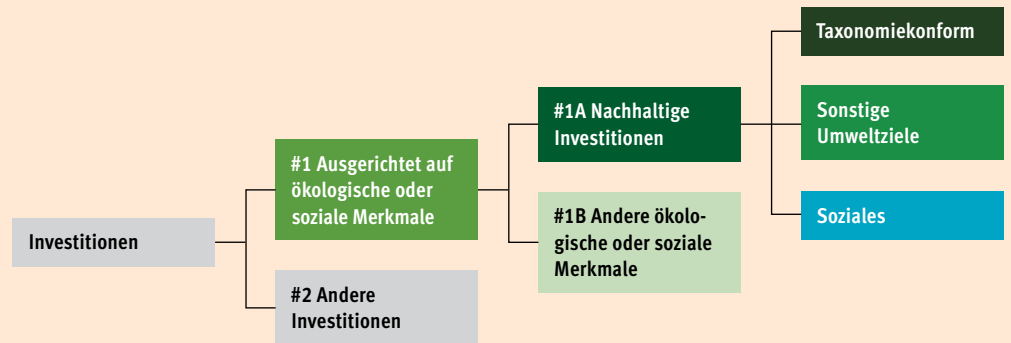 Investitionen
#1 Ausgerichtet auf
ökologische oder
soziale Merkmale
#2 Andere
Investitionen
#1A Nachhaltige
Investitionen
#1B Andere ökolo-
gische oder soziale
Merkmale
Taxonomiekonform
Sonstige
Umweltziele
Soziales